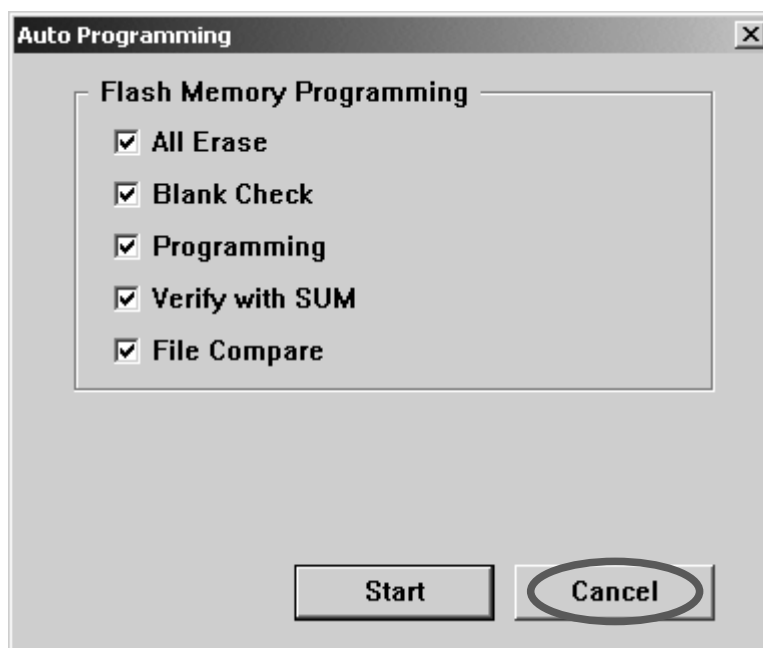 Auto Programming
Flash Memory Programming
All Erase
Blank Check
Programming
Verify with SUM
File Compare
Start Cancel